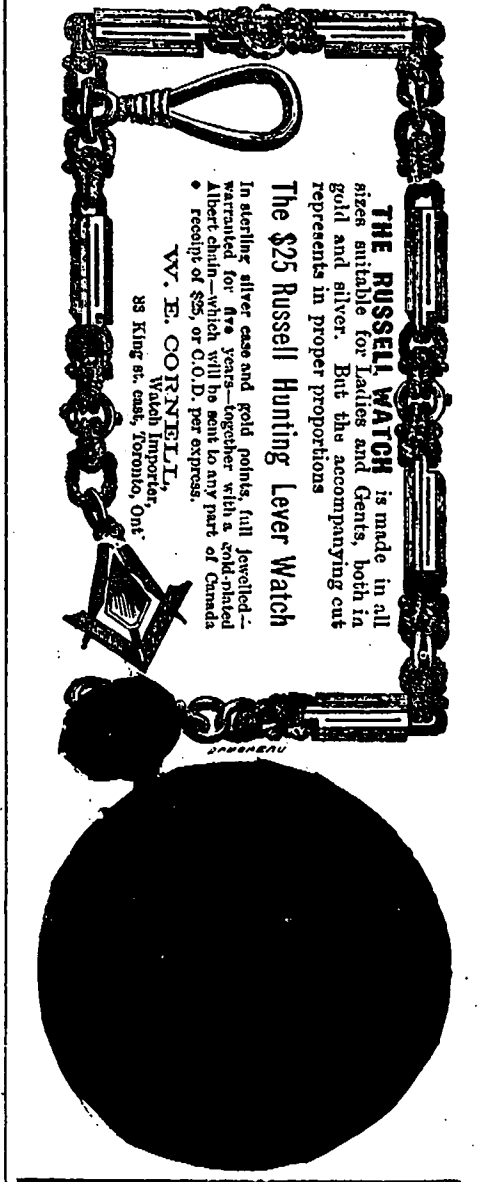 THE RUSSELL WATCH is made in all
sizes suitable for Ladies and Gents, both in
gold and silver. But the accompanying cut
represents in proper proportions
The $25 Russell Hunting Lever Watch
In sterling silver case and gold points, full jewelled—
warranted for five years—together with a gold-plated
Albert chain—which will be sent to any part of Canada
receipt of $25, or C.O.D. per express.
W. E. CORNELL,
Watch Importer,
83 King st. east, Toronto, Ont